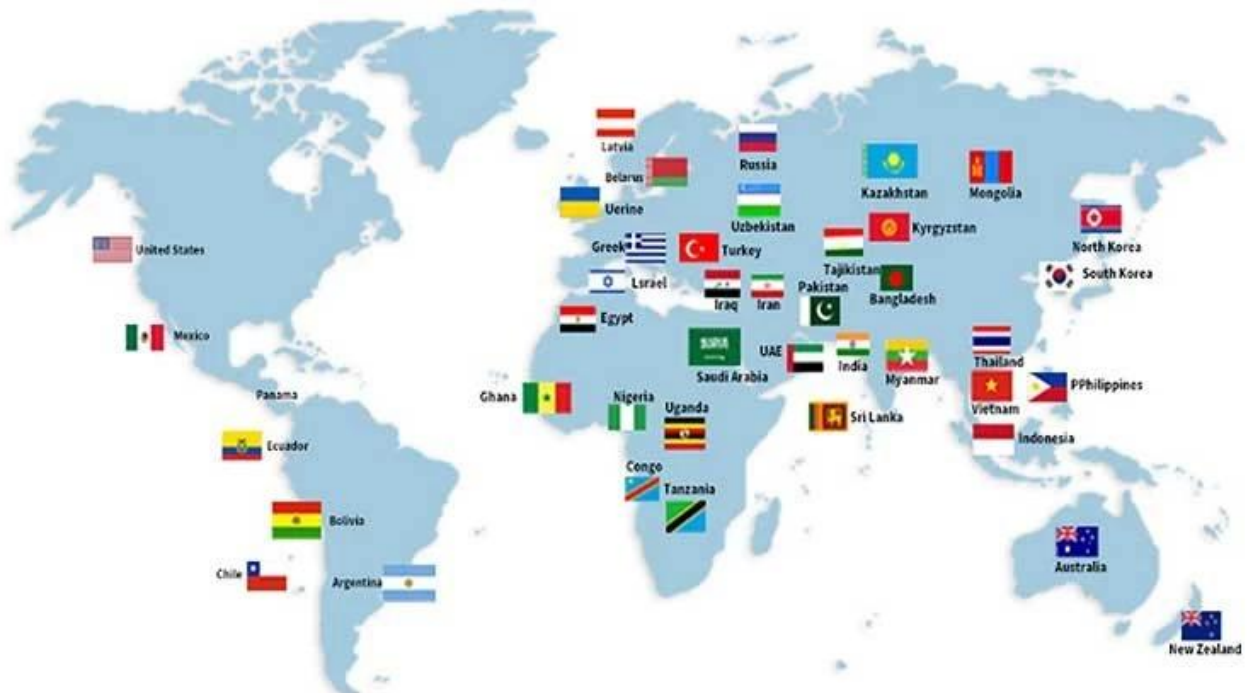 Latvia
Russia
Belarus
Kazakhstan
Mongolia
Uerine
Uzbekistan
Kyrgyzstan
North Korea
United States
Greek
Turkey
Tajikistan
South Korea
Lsrael
Iraq
Iran
Pakistan
Bangladesh
Egypt
Mexico
Saudi Arabia
UAE
India
Myanmar
Thailand
Panama
Ghana
Nigeria
Uganda
Sri Lanka
Vietnam
PPhilippines
Ecuador
Indonesia
Congo
Tanzania
Bolivia
Chile
Argentina
Australia
New Zealand